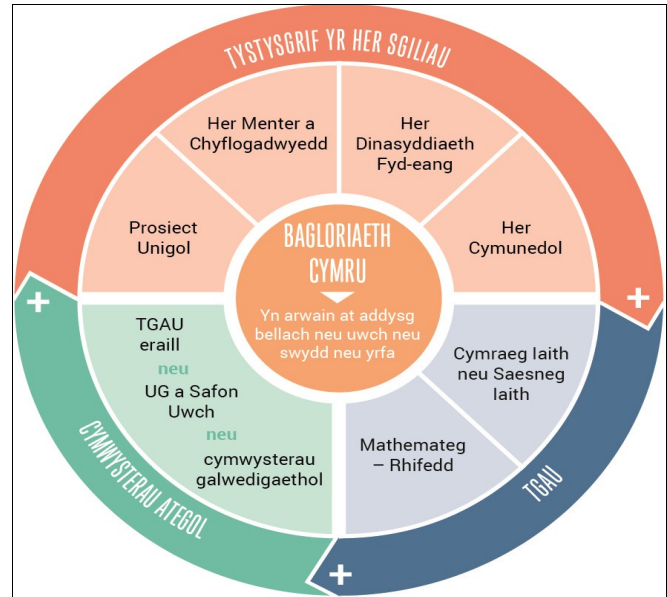 TYSTYSGRIF YR HER SGILIAU
Her Menter a
Chyflogadwyedd
Her
Dinasyddiaeth
Fyd-eang
Prosiect
Unigol
Her
Cymunedol
BAGLORIAETH
CYMRU
Yn arwain at addysg
bellach neu uwch neu
swydd neu yrfa
+
+
TGAU
eraill
neu
UG a Safon
Uwch
neu
cymwysterau
galwedigaethol
Cymraeg Iaith
neu Saesneg
Iaith
Mathemateg
– Rhifedd
CYMWYSTERAU ATEGOL
TGAU
+